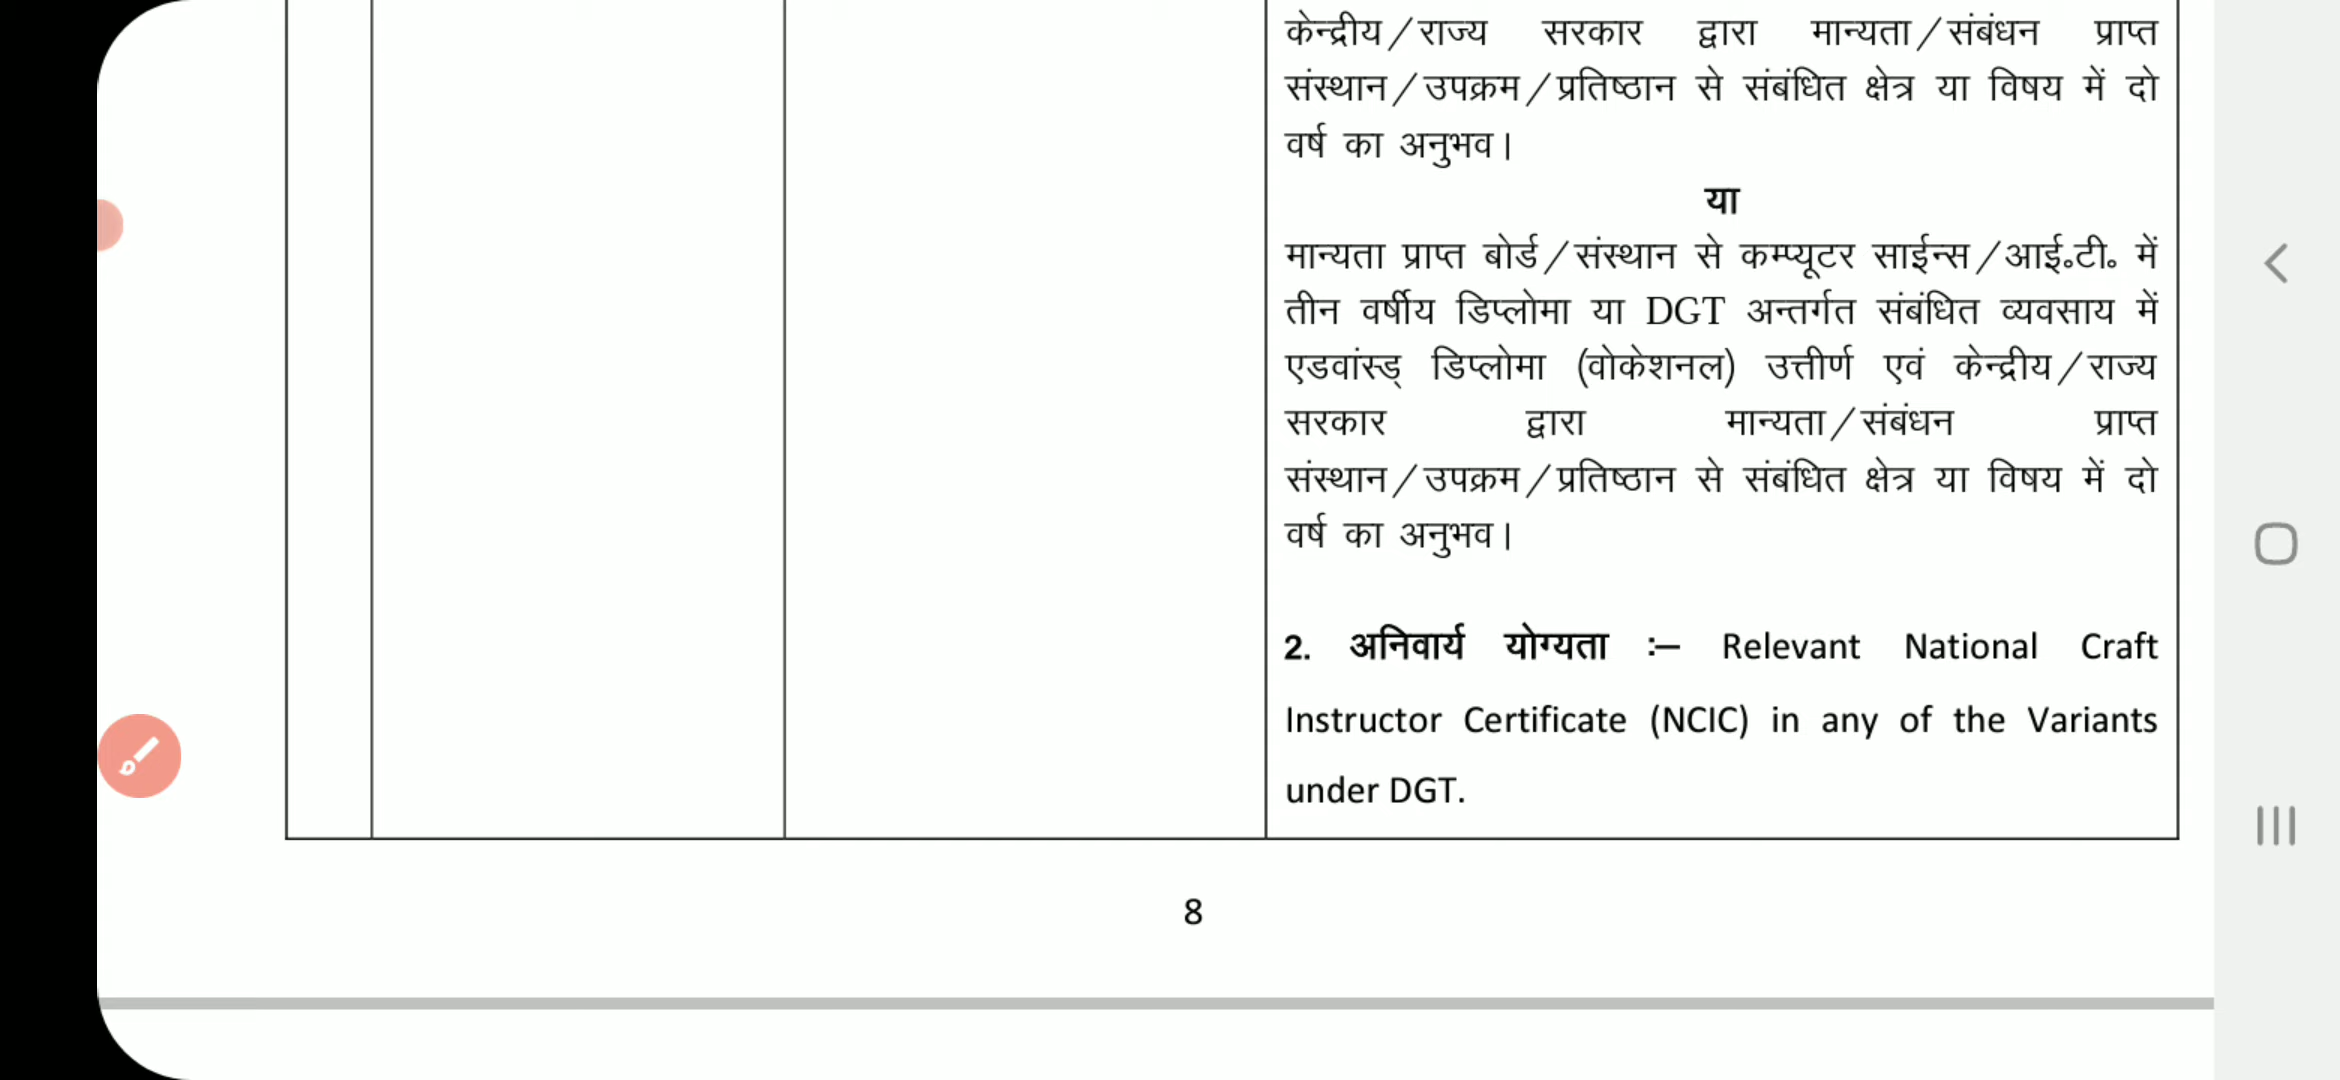 केन्द्रीय/राज्य सरकार द्वारा मान्यता/संबंधन प्राप्त
संस्थान/उपक्रम/प्रतिष्ठान से संबंधित क्षेत्र या विषय में दो
वर्ष का अनुभव।
या
मान्यता प्राप्त बोर्ड/संस्थान से कम्प्यूटर साईन्स/आई०टी० में
तीन वर्षीय डिप्लोमा या DGT अन्तर्गत संबंधित व्यवसाय में
एडवांस्ड् डिप्लोमा (वोकेशनल) उत्तीर्ण एवं केन्द्रीय/राज्य
सरकार द्वारा मान्यता/संबंधन प्राप्त
संस्थान/उपक्रम/प्रतिष्ठान से संबंधित क्षेत्र या विषय में दो
वर्ष का अनुभव।
2. अनिवार्य योग्यता :– Relevant National Craft
Instructor Certificate (NCIC) in any of the Variants
under DGT.
8